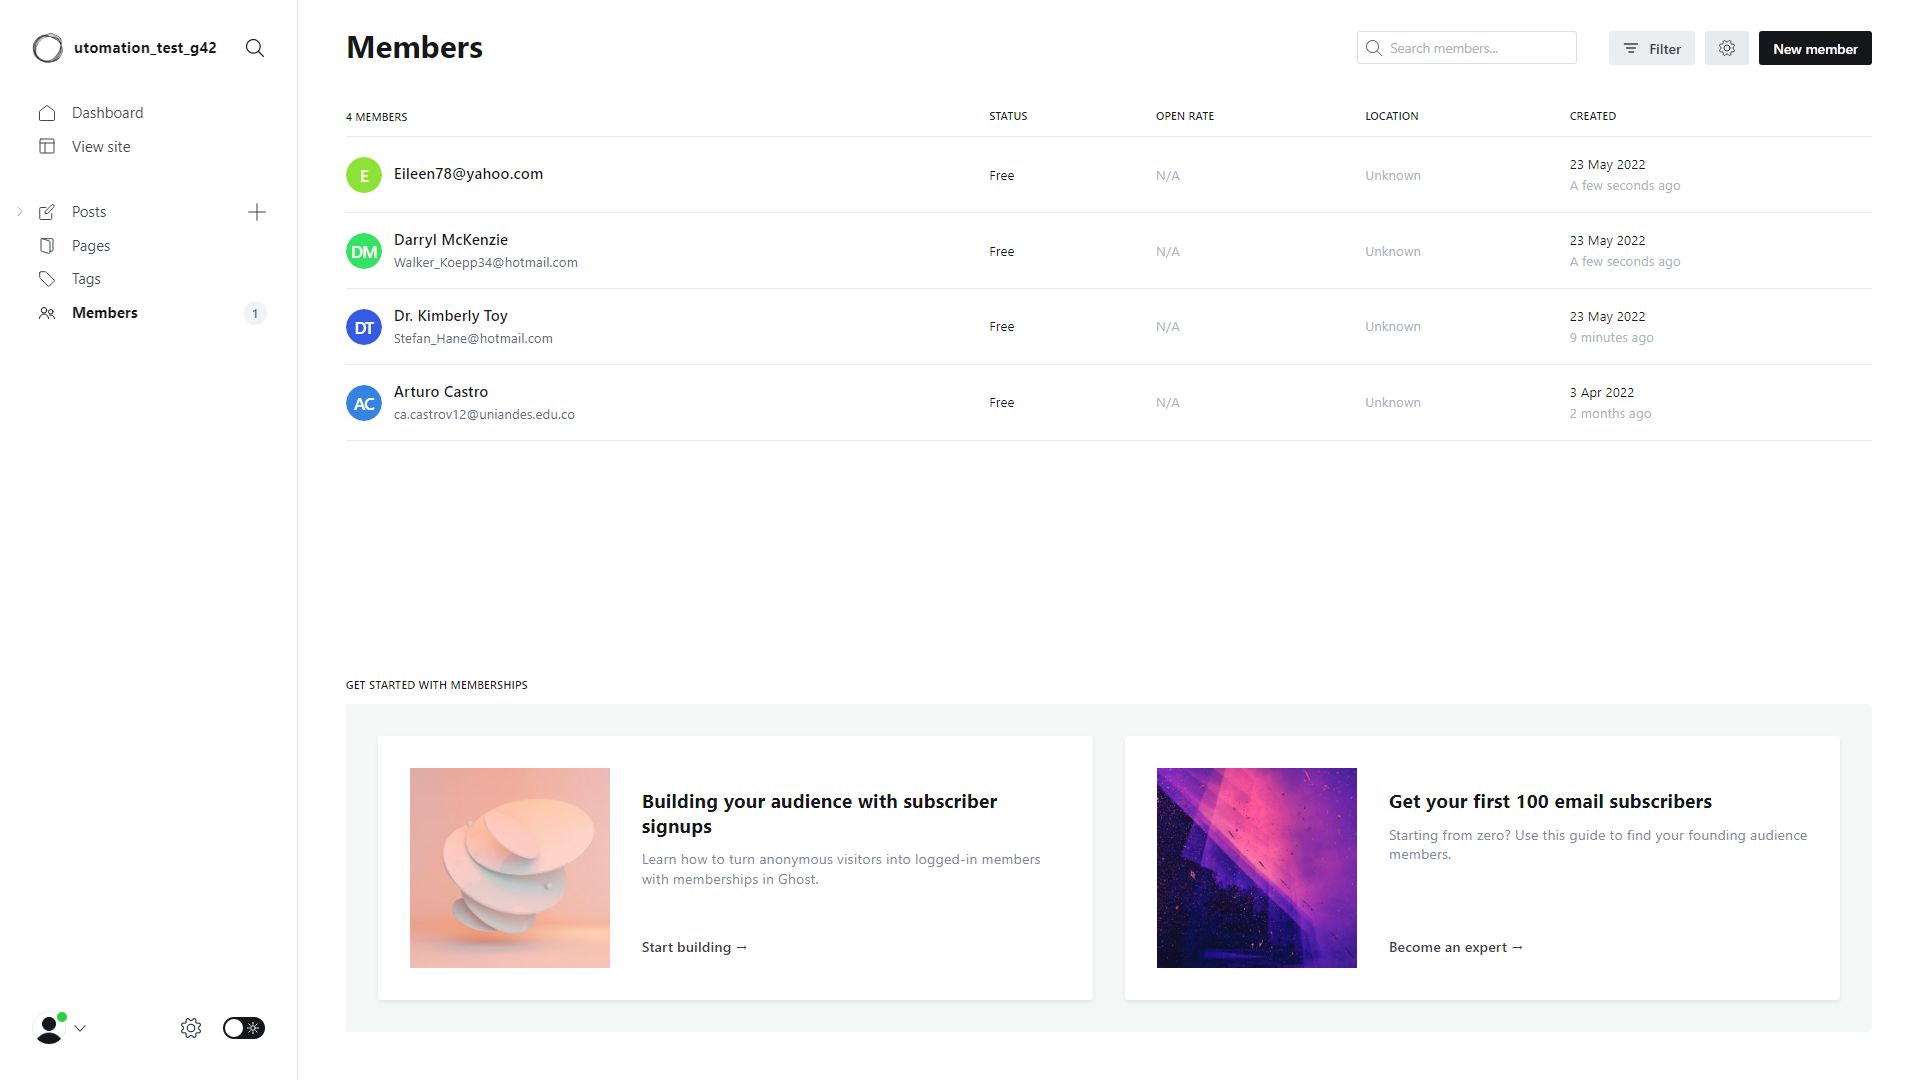 utomation_test_g42
Dashboard
View site
Posts
Pages
Tags
Members
1
Members
Search members...
Filter
New member
4 MEMBERS
STATUS
OPEN RATE
LOCATION
CREATED
E
Eileen78@yahoo.com
Free
N/A
Unknown
23 May 2022
A few seconds ago
DM
Darryl McKenzie
Walker_Koepp34@hotmail.com
Free
N/A
Unknown
23 May 2022
A few seconds ago
DT
Dr. Kimberly Toy
Stefan_Hane@hotmail.com
Free
N/A
Unknown
23 May 2022
9 minutes ago
AC
Arturo Castro
ca.castrov12@uniandes.edu.co
Free
N/A
Unknown
3 Apr 2022
2 months ago
GET STARTED WITH MEMBERSHIPS
Building your audience with subscriber
signups
Learn how to turn anonymous visitors into logged-in members
with memberships in Ghost.
Start building →
Get your first 100 email subscribers
Starting from zero? Use this guide to find your founding audience
members.
Become an expert →